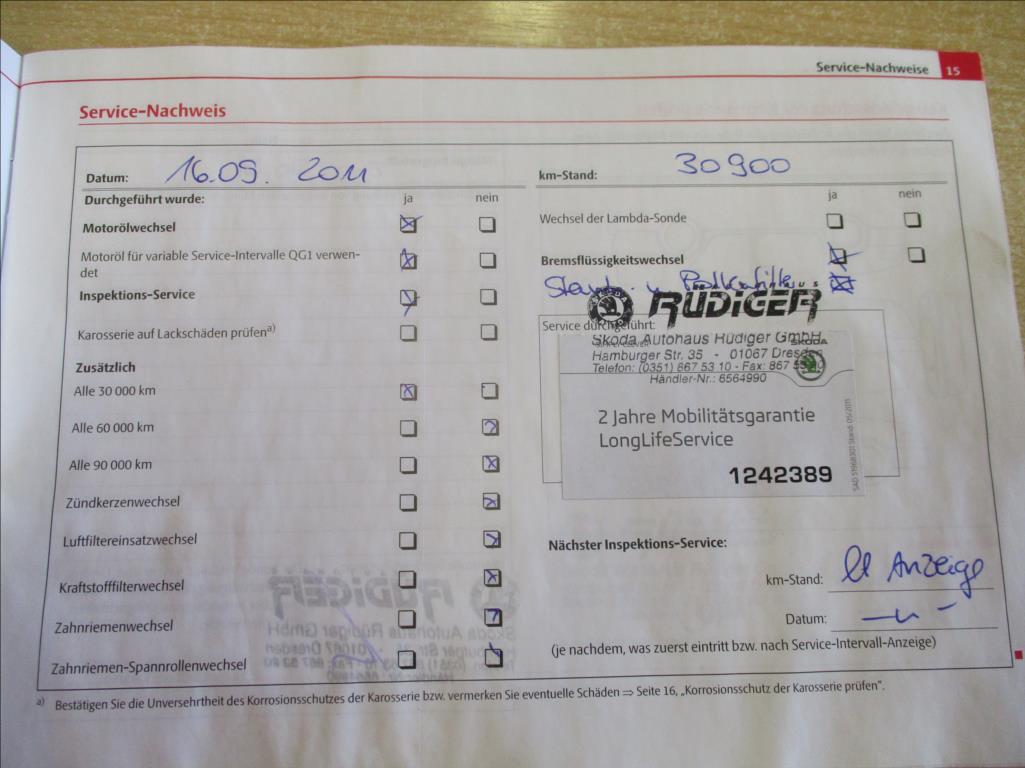 Service-Nachweise 15
Service-Nachweis
Datum: 16.09. 2011
km-Stand: 30900
Durchgeführt wurde: ja nein
ja nein
Motorölwechsel
Wechsel der Lambda-Sonde
Motoröl für variable Service-Intervalle QG1 verwen-
det
Bremsflüssigkeitswechsel
Staub- u. Pollenfilter
Inspektions-Service
RÜDiGER
Karosserie auf Lackschäden prüfen a)
Service durchgeführt:
Skoda Autohaus Rüdiger GmbH
Hamburger Str. 35 - 01067 Dresden
Telefon: (0351) 867 53 10 - Fax: 867 53
Händler-Nr.: 6564990
SKODA
Zusätzlich
Alle 30 000 km
Alle 60 000 km
Alle 90 000 km
2 Jahre Mobilitätsgarantie
LongLifeService
1242389
Zündkerzenwechsel
Luftfiltereinsatzwechsel
Kraftstofffilterwechsel
Zahnriemenwechsel
Zahnriemen-Spannrollenwechsel
Nächster Inspektions-Service:
km-Stand: lt Anzeige
Datum: —u—
(je nachdem, was zuerst eintritt bzw. nach Service-Intervall-Anzeige)
a) Bestätigen Sie die Unversehrtheit des Korrosionsschutzes der Karosserie bzw. vermerken Sie eventuelle Schäden ⇒ Seite 16, „Korrosionsschutz der Karosserie prüfen“.